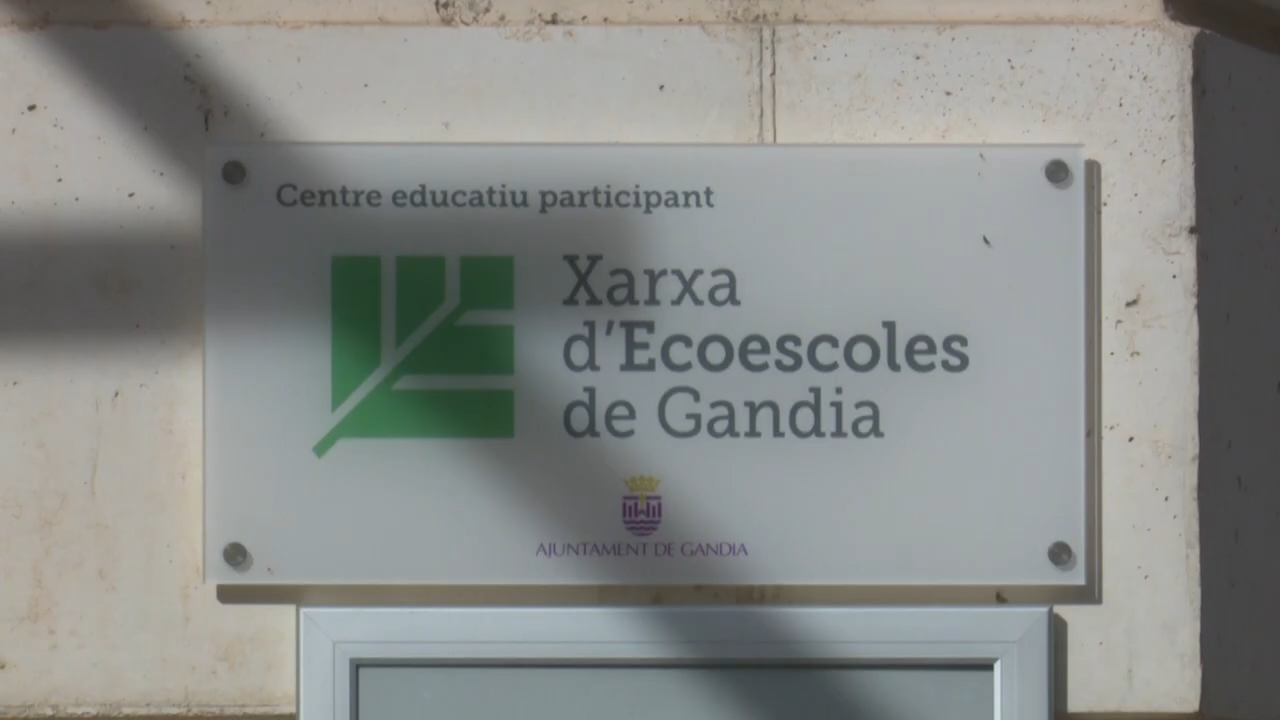 Centre educatiu participant
Xarxa
d'Ecoescoles
de Gandia
AJUNTAMENT DE GANDIA